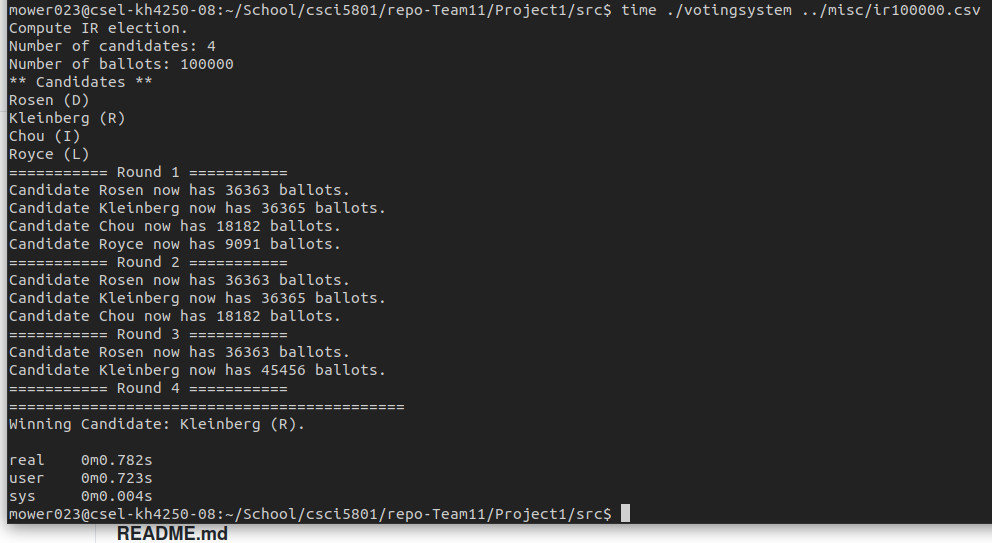 mower023@csel-kh4250-08:~/School/csci5801/repo-Team11/Project1/src$ time ./votingsystem ../misc/ir100000.csv
Compute IR election.
Number of candidates: 4
Number of ballots: 100000
** Candidates **
Rosen (D)
Kleinberg (R)
Chou (I)
Royce (L)
=========== Round 1 ===========
Candidate Rosen now has 36363 ballots.
Candidate Kleinberg now has 36365 ballots.
Candidate Chou now has 18182 ballots.
Candidate Royce now has 9091 ballots.
=========== Round 2 ===========
Candidate Rosen now has 36363 ballots.
Candidate Kleinberg now has 36365 ballots.
Candidate Chou now has 18182 ballots.
=========== Round 3 ===========
Candidate Rosen now has 36363 ballots.
Candidate Kleinberg now has 45456 ballots.
=========== Round 4 ===========
============================================
Winning Candidate: Kleinberg (R).
real 0m0.782s
user 0m0.723s
sys 0m0.004s
mower023@csel-kh4250-08:~/School/csci5801/repo-Team11/Project1/src$
README.md